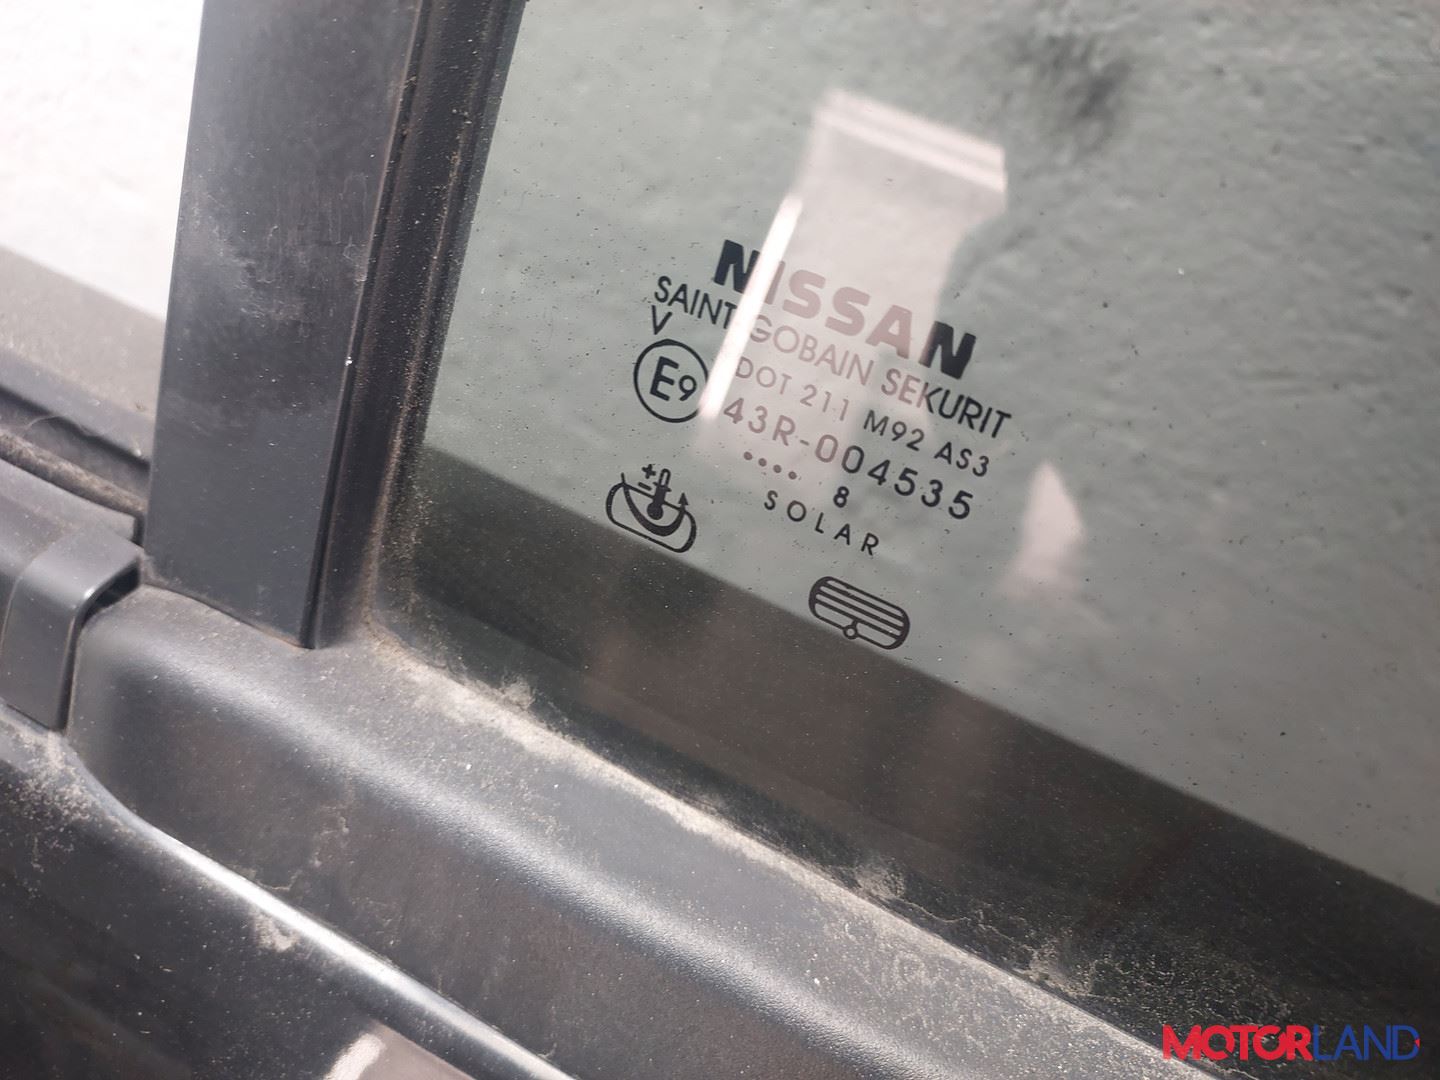 NISSAN
SAINT GOBAIN SEKURIT
V
E9
DOT 211 M92 AS3
43R-004535
.... 8
SOLAR
MOTORLAND